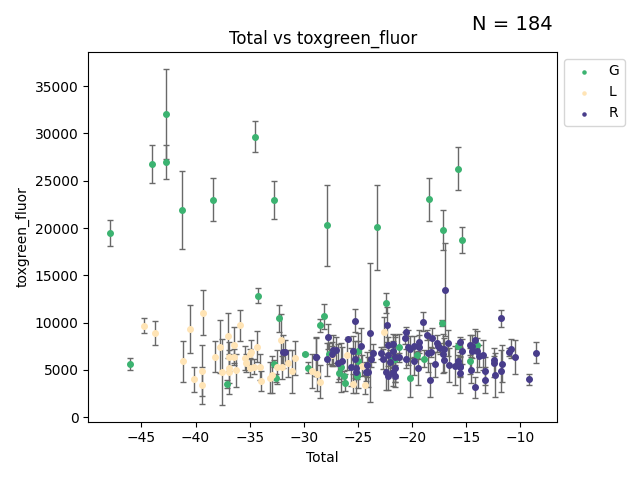 N = 184
Total vs toxgreen_fluor
G
L
R
35000
30000
25000
20000
15000
10000
5000
0
toxgreen_fluor
−45 −40 −35 −30 −25 −20 −15 −10
Total